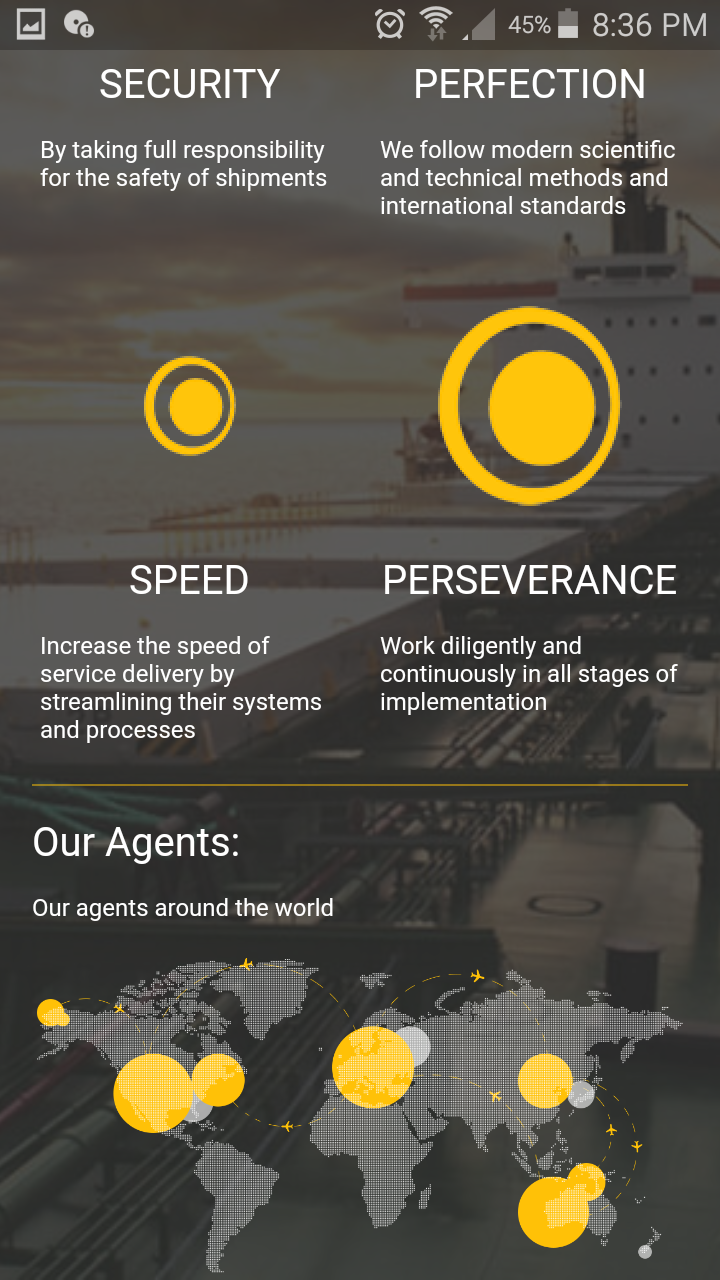 45% 8:36 PM
SECURITY
By taking full responsibility
for the safety of shipments
PERFECTION
We follow modern scientific
and technical methods and
international standards
SPEED
Increase the speed of
service delivery by
streamlining their systems
and processes
PERSEVERANCE
Work diligently and
continuously in all stages of
implementation
Our Agents:
Our agents around the world